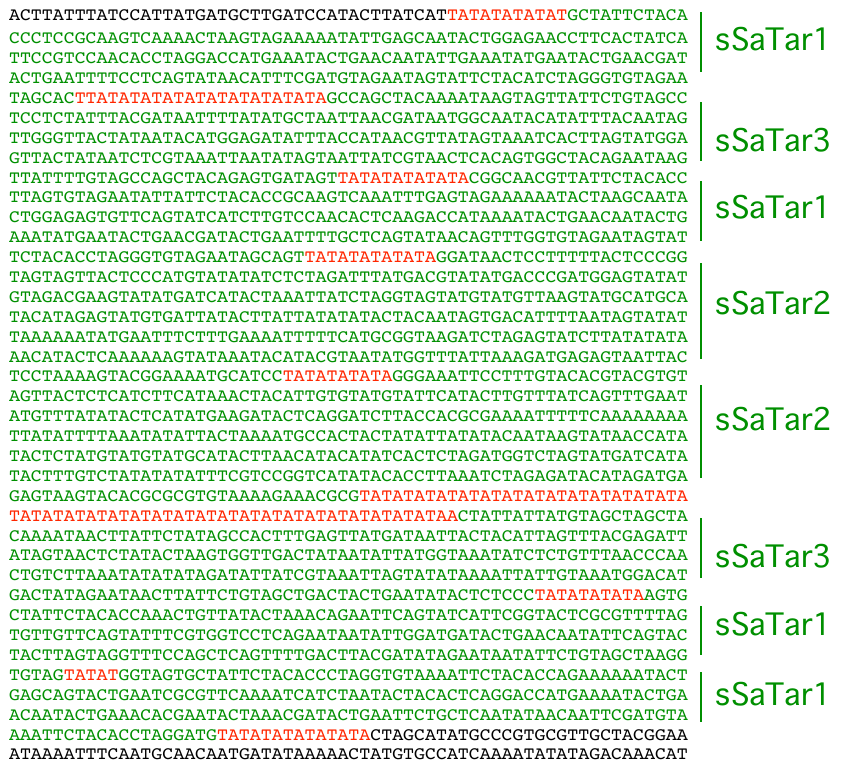 ACTTATTTATCCATTATGATGCTTGATCCATACTTATCATTATATATATATGCTATTCTACA
CCCTCCGCAAGTCAAAACTAAGTAGAAAAATATTGAGCAATACTGGAGAACCTTCACTATCA
TTCCGTCCAACACCTAGGACCATGAAATACTGAACAATATTGAAATATGAATACTGAACGAT
ACTGAATTTTCCTCAGTATAACATTTCGATGTAGAATAGTATTCTACATCTAGGGTGTAGAA
TAGCACTTATATATATATATATATATATAGCCAGCTACAAAATAAGTAGTTATTCTGTAGCC
TCCTCTATTTACGATAATTTTATATGCTAATTAACGATAATGGCAATACATATTTACAATAG
TTGGGTTACTATAATACATGGAGATATTTACCATAACGTTATAGTAAATCACTTAGTATGGA
GTTACTATAATCTCGTAAATTAATATAGTAATTATCGTAACTCACAGTGGCTACAGAATAAG
TTATTTTGTAGCCAGCTACAGAGTGATAGTTATATATATATACGGCAACGTTATTCTACACC
TTAGTGTAGAATATTATTCTACACCGCAAGTCAAATTTGAGTAGAAAAAATACTAAGCAATA
CTGGAGAGTGTTCAGTATCATCTTGTCCAACACTCAAGACCATAAAATACTGAACAATACTG
AAATATGAATACTGAACGATACTGAATTTTGCTCAGTATAACAGTTTGGTGTAGAATAGTAT
TCTACACCTAGGGTGTAGAATAGCAGTTATATATATATAGGATAACTCCTTTTTACTCCCGG
TAGTAGTTACTCCCATGTATATATCTCTAGATTTATGACGTATATGACCCGATGGAGTATAT
GTAGACGAAGTATATGATCATACTAAATTATCTAGGTAGTATGTATGTTAAGTATGCATGCA
TACATAGAGTATGTGATTATACTTATTATATATACTACAATAGTGACATTTTAATAGTATAT
TAAAAAATATGAATTTCTTTGAAAATTTTTCATGCGGTAAGATCTAGAGTATCTTATATATA
AACATACTCAAAAAAGTATAAATACATACGTAATATGGTTTATTAAAGATGAGAGTAATTAC
TCCTAAAAGTACGGAAAATGCATCCTATATATATAGGGAAATTCCTTTGTACACGTACGTGT
AGTTACTCTCATCTTCATAAACTACATTGTGTATGTATTCATACTTGTTTATCAGTTTGAAT
ATGTTTATATACTCATATGAAGATACTCAGGATCTTACCACGCGAAAATTTTTCAAAAAAAA
TTATATTTTAAATATATTACTAAAATGCCACTACTATATTATATACAATAAGTATAACCATA
TACTCTATGTATGTATGCATACTTAACATACATATCACTCTAGATGGTCTAGTATGATCATA
TACTTTGTCTATATATATTTCGTCCGGTCATATACACCTTAAATCTAGAGATACATAGATGA
GAGTAAGTACACGCGCGTGTAAAAGAAACGCGTATATATATATATATATATATATATATATA
TATATATATATATATATATATATATATATATATATATATAACTATTATTATGTAGCTAGCTA
CAAAATAACTTATTCTATAGCCACTTTGAGTTATGATAATTACTACATTAGTTTACGAGATT
ATAGTAACTCTATACTAAGTGGTTGACTATAATATTATGGTAAATATCTCTGTTTAACCCAA
CTGTCTTAAATATATATAGATATTATCGTAAATTAGTATATAAAATTATTGTAAATGGACAT
GACTATAGAATAACTTATTCTGTAGCTGACTACTGAATATACTCTCCCTATATATATAAGTG
CTATTCTACACCAAACTGTTATACTAAACAGAATTCAGTATCATTCGGTACTCGCGTTTTAG
TGTTGTTCAGTATTTCGTGGTCCTCAGAATAATATTGGATGATACTGAACAATATTCAGTAC
TACTTAGTAGGTTTCCAGCTCAGTTTTGACTTACGATATAGAATAATATTCTGTAGCTAAGG
TGTAGTATATGGTAGTGCTATTCTACACCCTAGGTGTAAAATTCTACACCAGAAAAAATACT
GAGCAGTACTGAATCGCGTTCAAAATCATCTAATACTACACTCAGGACCATGAAAATACTGA
ACAATACTGAAACACGAATACTAAACGATACTGAATTCTGCTCAATATAACAATTCGATGTA
AAATTCTACACCTAGGATGTATATATATATATACTAGCATATGCCCGTGCGTTGCTACGGAA
ATAAAATTTCAATGCAACAATGATATAAAAACTATGTGCCATCAAAATATATAGACAAACAT
sSaTar1
sSaTar3
sSaTar1
sSaTar2
sSaTar2
sSaTar3
sSaTar1
sSaTar1